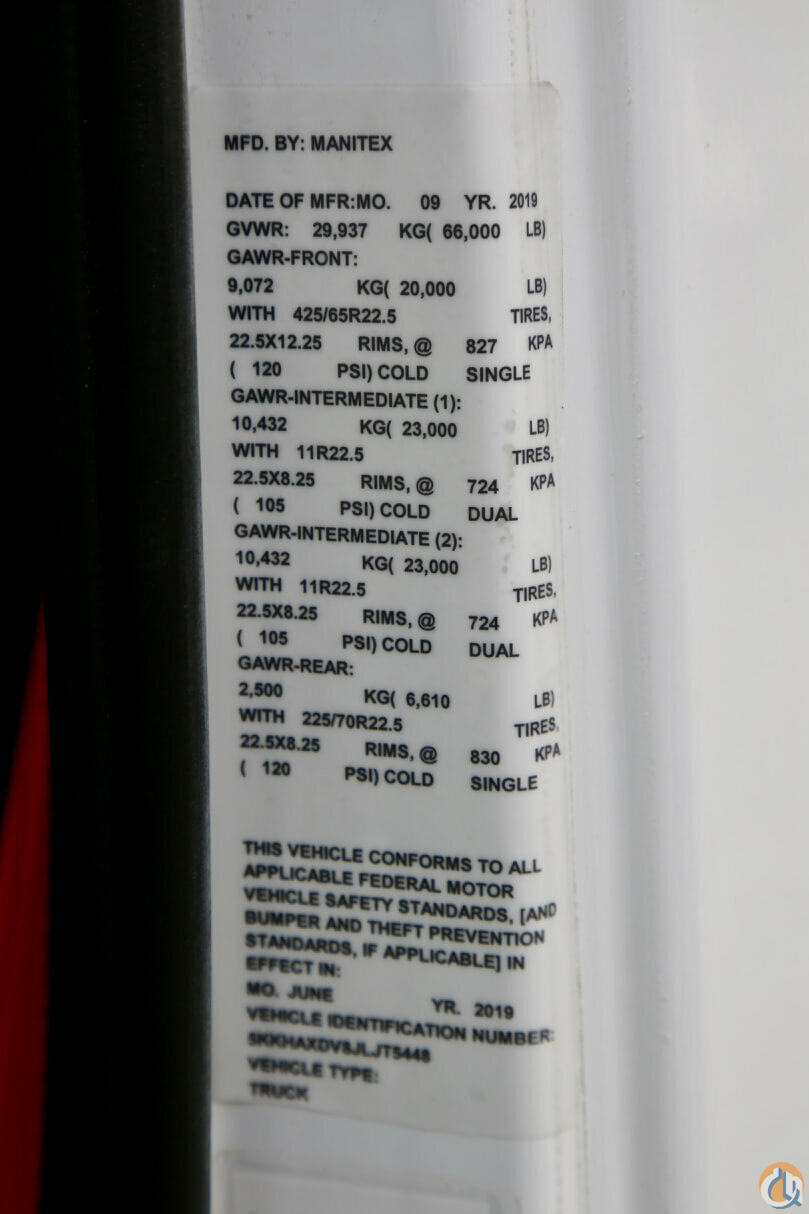 MFD. BY: MANITEX
DATE OF MFR:MO. 09 YR. 2019
GVWR: 29,937 KG( 66,000 LB)
GAWR-FRONT:
9,072 KG( 20,000 LB)
WITH 425/65R22.5 TIRES,
22.5X12.25 RIMS, @ 827 KPA
( 120 PSI) COLD SINGLE
GAWR-INTERMEDIATE (1):
10,432 KG( 23,000 LB)
WITH 11R22.5 TIRES,
22.5X8.25 RIMS, @ 724 KPA
( 105 PSI) COLD DUAL
GAWR-INTERMEDIATE (2):
10,432 KG( 23,000 LB)
WITH 11R22.5 TIRES,
22.5X8.25 RIMS, @ 724 KPA
( 105 PSI) COLD DUAL
GAWR-REAR:
2,500 KG( 6,610 LB)
WITH 225/70R22.5 TIRES,
22.5X8.25 RIMS, @ 830 KPA
( 120 PSI) COLD SINGLE
THIS VEHICLE CONFORMS TO ALL
APPLICABLE FEDERAL MOTOR
VEHICLE SAFETY STANDARDS, [AND
BUMPER AND THEFT PREVENTION
STANDARDS, IF APPLICABLE] IN
EFFECT IN:
MO. JUNE YR. 2019
VEHICLE IDENTIFICATION NUMBER:
VEHICLE TYPE:
TRUCK